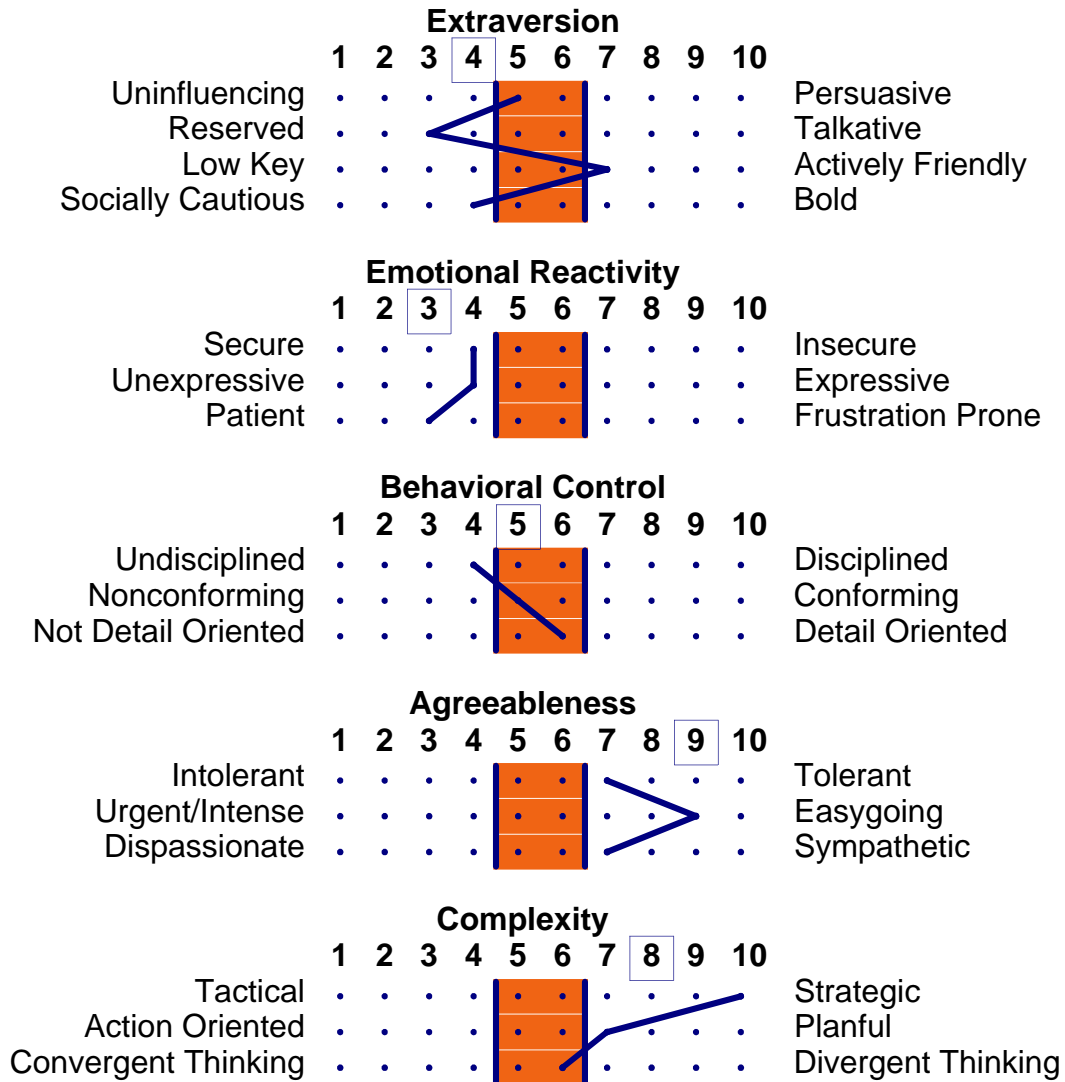 Extraversion
1 2 3 4 5 6 7 8 9 10
Uninfluencing Persuasive
Reserved Talkative
Low Key Actively Friendly
Socially Cautious Bold
Emotional Reactivity
1 2 3 4 5 6 7 8 9 10
Secure Insecure
Unexpressive Expressive
Patient Frustration Prone
Behavioral Control
1 2 3 4 5 6 7 8 9 10
Undisciplined Disciplined
Nonconforming Conforming
Not Detail Oriented Detail Oriented
Agreeableness
1 2 3 4 5 6 7 8 9 10
Intolerant Tolerant
Urgent/Intense Easygoing
Dispassionate Sympathetic
Complexity
1 2 3 4 5 6 7 8 9 10
Tactical Strategic
Action Oriented Planful
Convergent Thinking Divergent Thinking